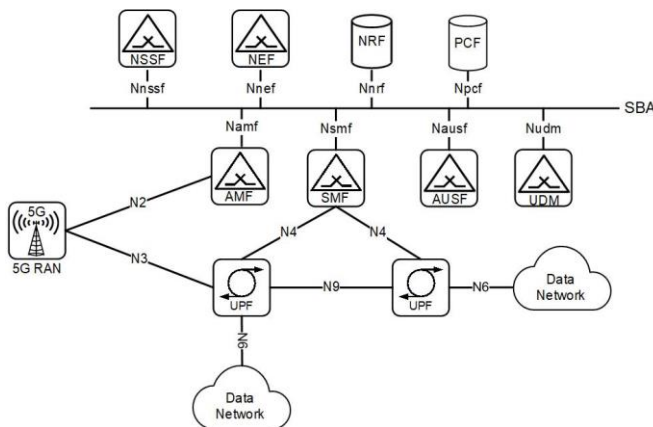 NSSF
NEF
NRF
PCF
Nnssf
Nnef
Nnrf
Npcf
SBA
Namf
Nsmf
Nausf
Nudm
AMF
SMF
AUSF
UDM
5G
5G RAN
N2
N3
N4
N4
UPF
N9
UPF
N6
Data
Network
N6
Data
Network